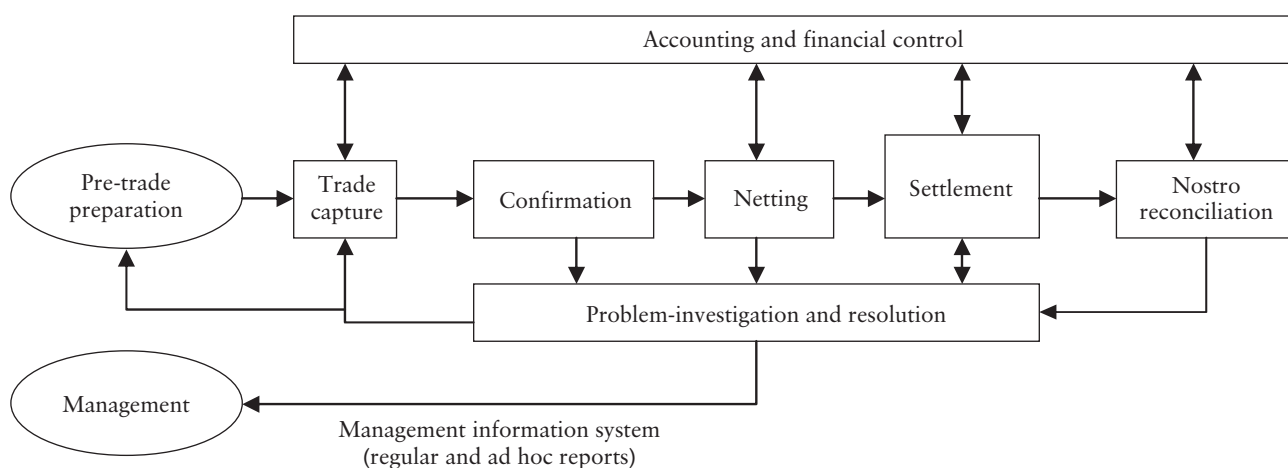 Accounting and financial control
Pre-trade
preparation
Trade
capture
Confirmation
Netting
Settlement
Nostro
reconciliation
Problem-investigation and resolution
Management
Management information system
(regular and ad hoc reports)